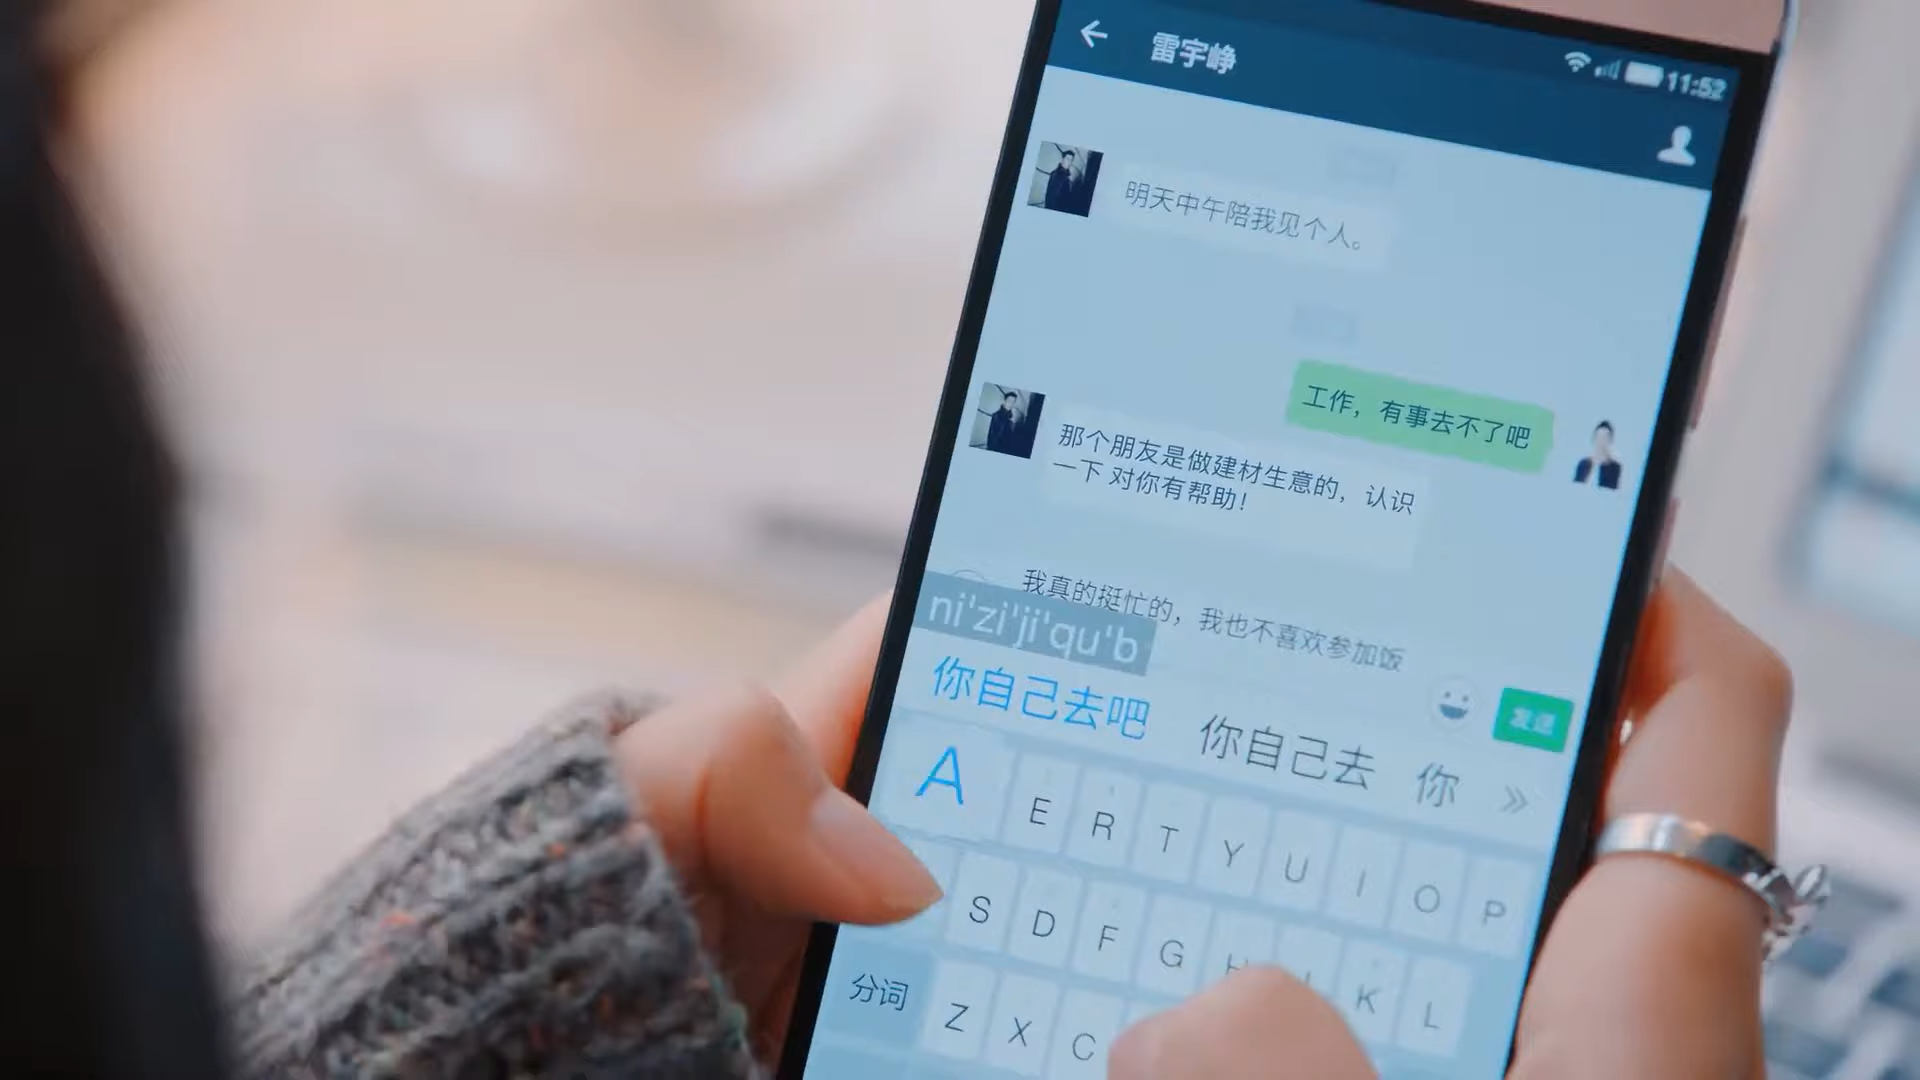 雷宇峥
11:52
明天中午陪我见个人。
工作，有事去不了吧
那个朋友是做建材生意的，认识
一下 对你有帮助！
我真的挺忙的，我也不喜欢参加饭
发送
ni'zi'ji'qu'b
你自己去吧 你自己去 你 »
A E R T Y U I O P
S D F G H K L
分词 Z X C